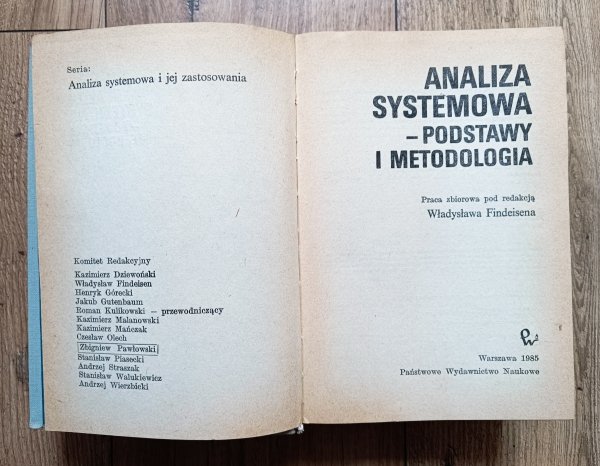 Seria:
Analiza systemowa i jej zastosowania
Komitet Redakcyjny
Kazimierz Dziewoński
Władysław Findeisen
Henryk Górecki
Jakub Gutenbaum
Roman Kulikowski — przewodniczący
Kazimierz Malanowski
Kazimierz Mańczak
Czesław Olech
Zbigniew Pawłowski
Stanisław Piasecki
Andrzej Straszak
Stanisław Walukiewicz
Andrzej Wierzbicki
ANALIZA
SYSTEMOWA
– PODSTAWY
I METODOLOGIA
Praca zbiorowa pod redakcją
Władysława Findeisena
Warszawa 1985
Państwowe Wydawnictwo Naukowe